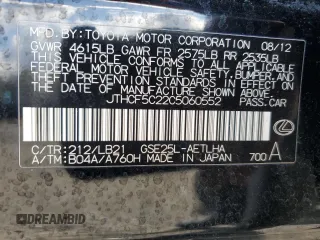 MFD. BY: TOYOTA MOTOR CORPORATION 08/12
GVWR 4615LB GAWR FR 2575LB RR 2535LB
THIS VEHICLE CONFORMS TO ALL APPLICABLE
FEDERAL MOTOR VEHICLE SAFETY, BUMPER, AND
THEFT PREVENTION STANDARDS IN EFFECT ON
THE DATE OF MANUFACTURE SHOWN ABOVE.
JTHCF5C22C5060552 PASS. CAR
C/TR: 212/LB21 GSE25L-AETLHA
A/TM: B04A/A760H MADE IN JAPAN 700 A
DREAMBID.COM